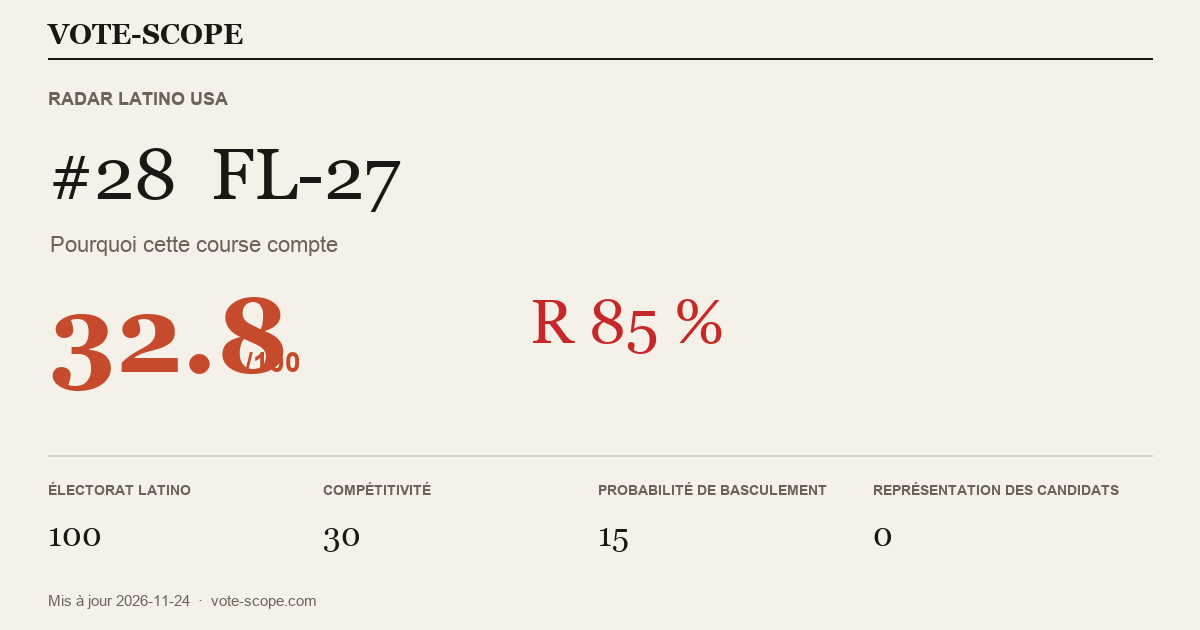 VOTE-SCOPE
RADAR LATINO USA
#28 FL-27
Pourquoi cette course compte
32.8 /100 R 85 %
ÉLECTORAT LATINO COMPÉTITIVITÉ PROBABILITÉ DE BASCULEMENT REPRÉSENTATION DES CANDIDATS
100 30 15 0
Mis à jour 2026-11-24 · vote-scope.com